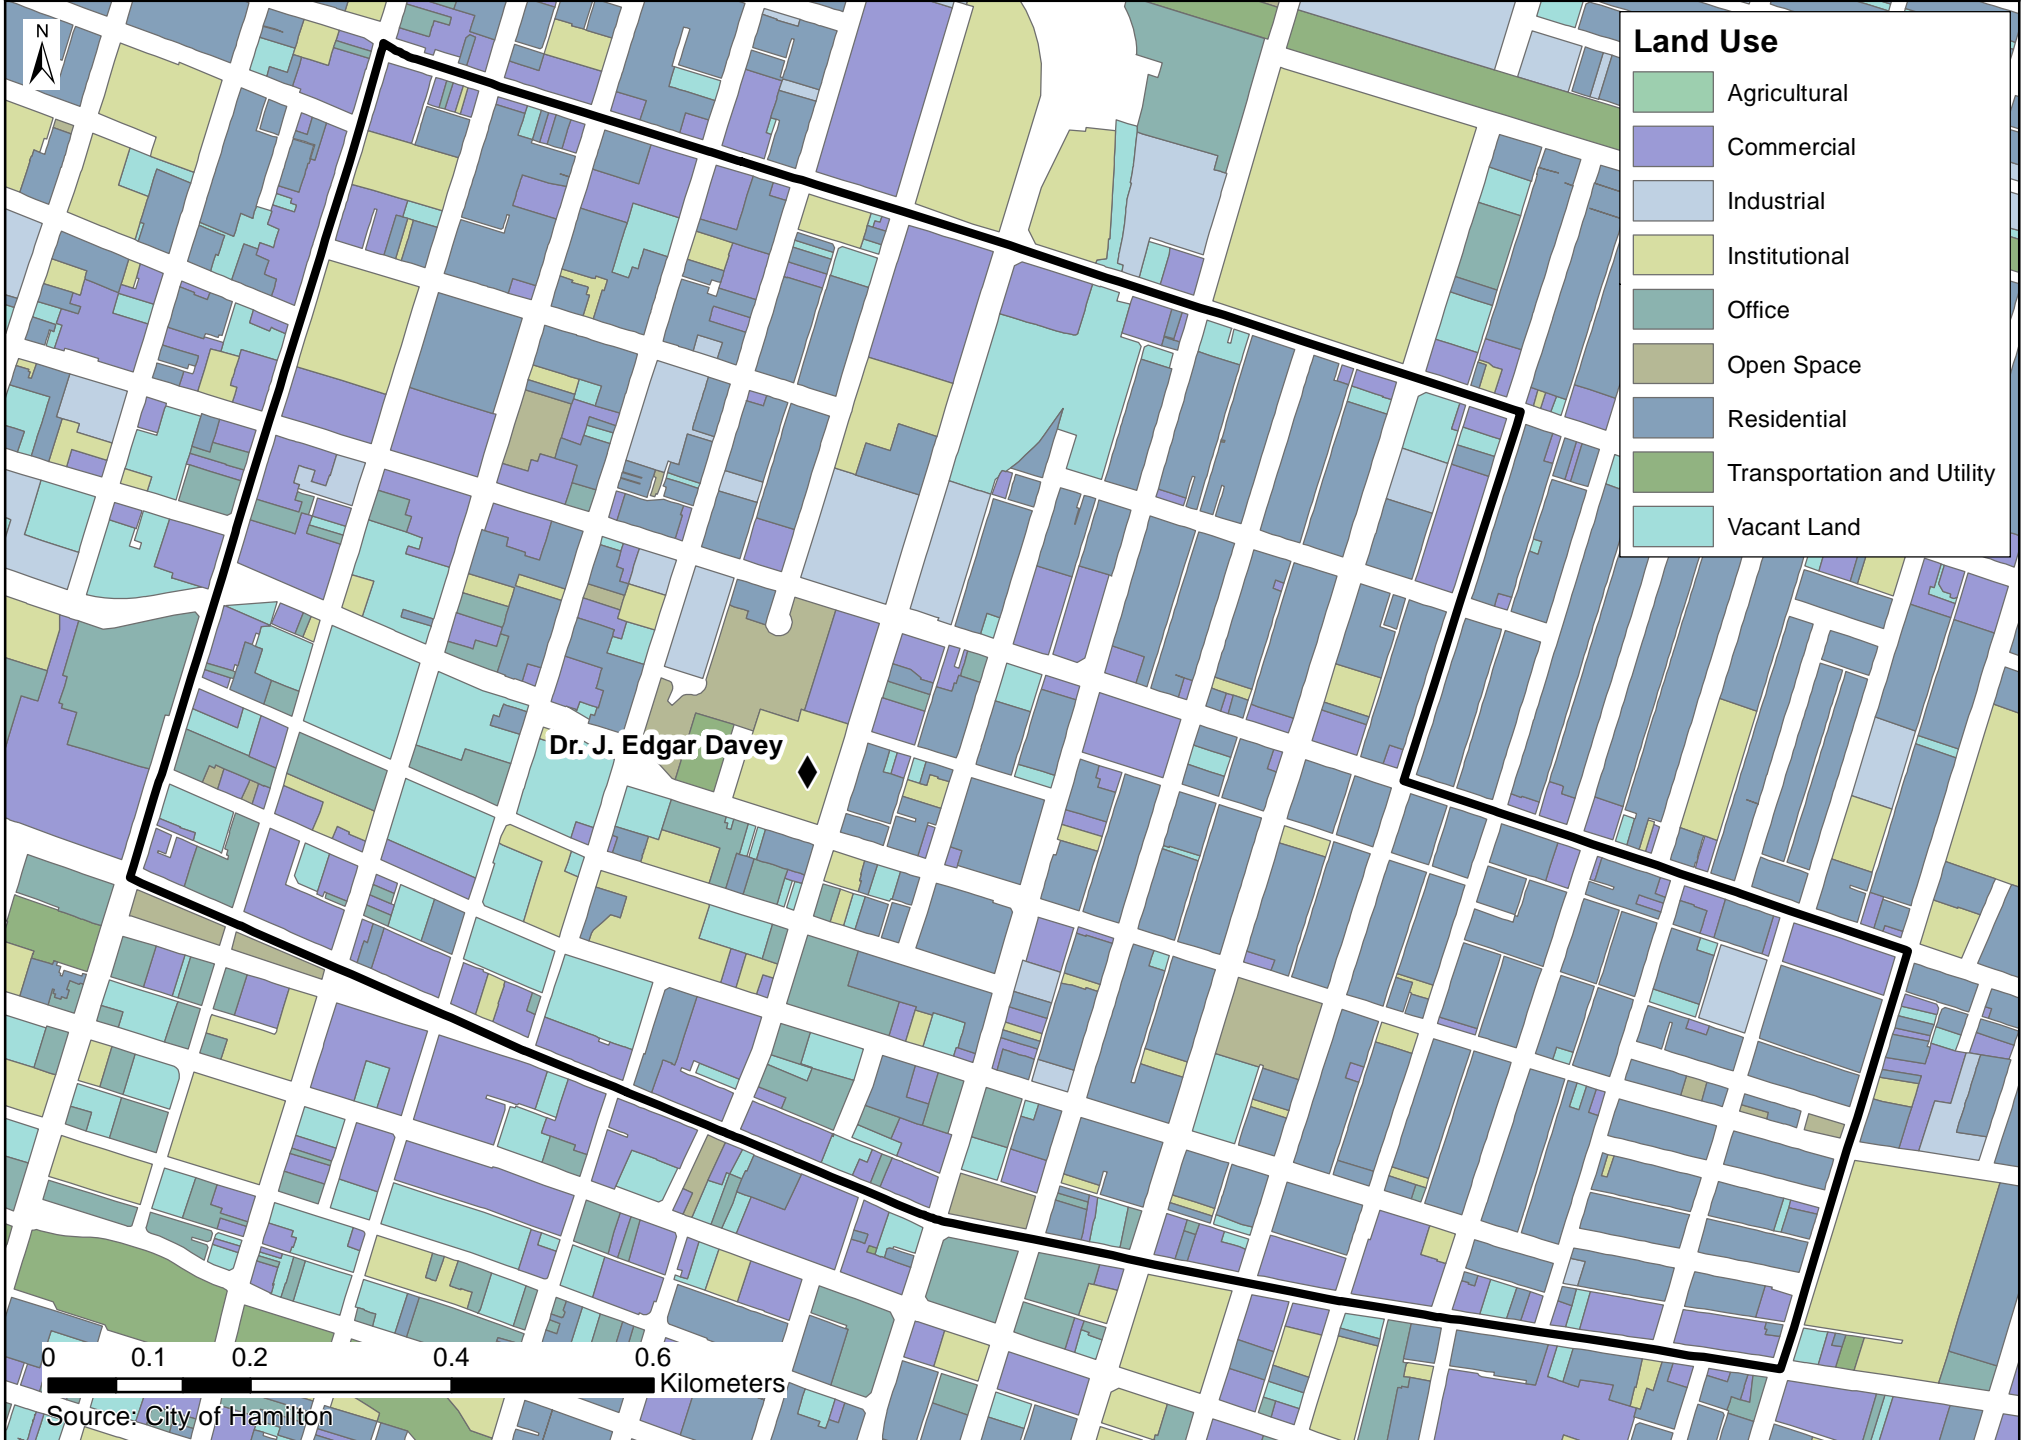 N
Land Use
Agricultural
Commercial
Industrial
Institutional
Office
Open Space
Residential
Transportation and Utility
Vacant Land
Dr. J. Edgar Davey
0 0.1 0.2 0.4 0.6
Kilometers
Source: City of Hamilton